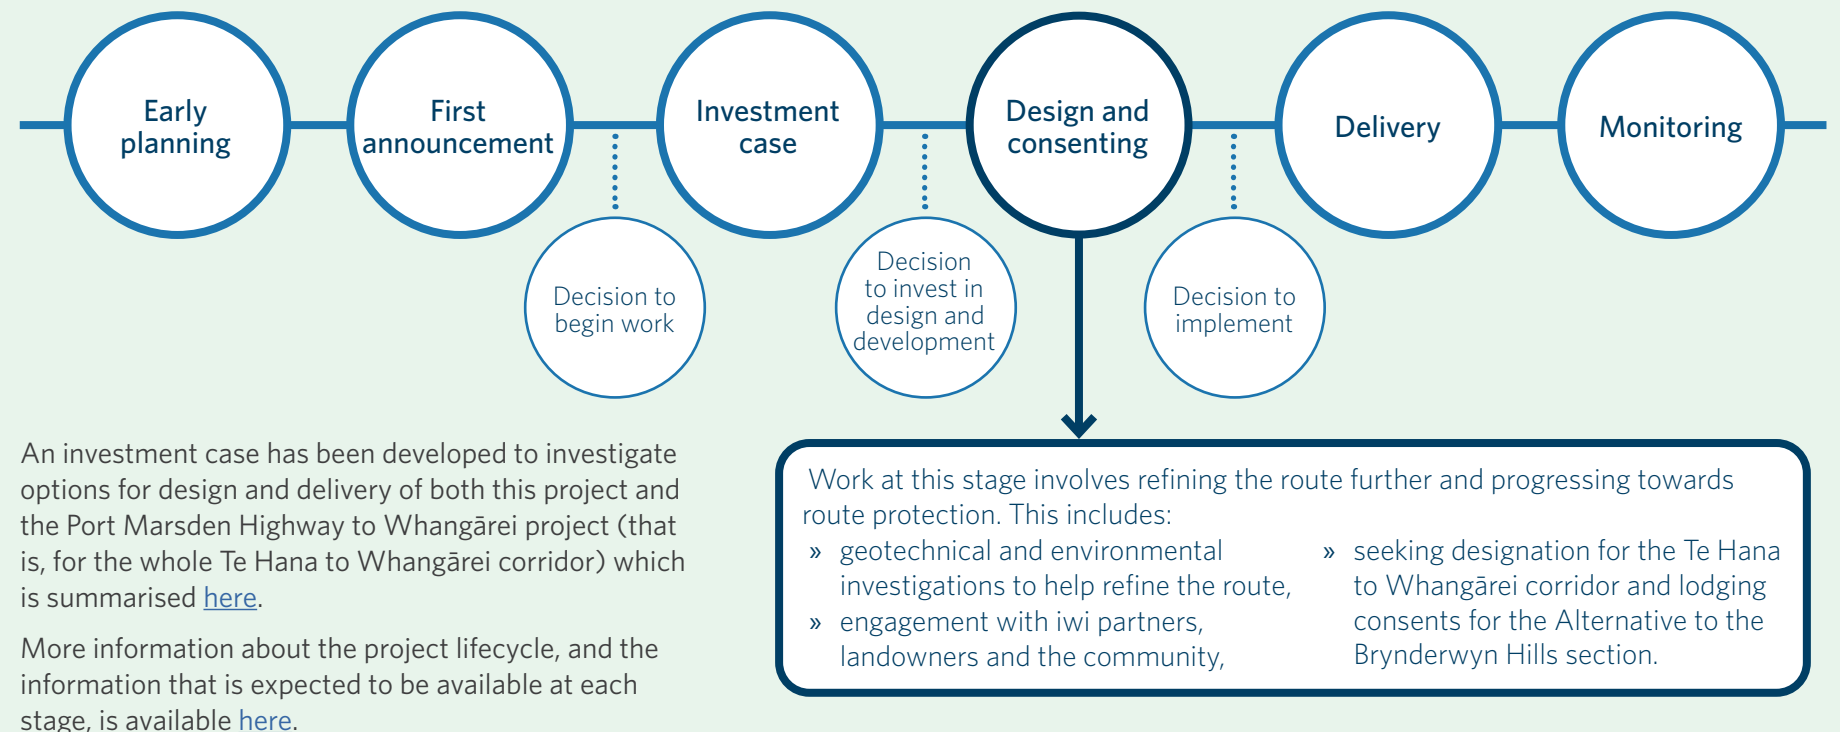 Early
planning
First
announcement
Investment
case
Design and
consenting
Delivery
Monitoring
Decision to
begin work
Decision
to invest in
design and
development
Decision to
implement
An investment case has been developed to investigate
options for design and delivery of both this project and
the Port Marsden Highway to Whangārei project (that
is, for the whole Te Hana to Whangārei corridor) which
is summarised here.
More information about the project lifecycle, and the
information that is expected to be available at each
stage, is available here.
Work at this stage involves refining the route further and progressing towards
route protection. This includes:
» geotechnical and environmental
investigations to help refine the route,
» engagement with iwi partners,
landowners and the community,
» seeking designation for the Te Hana
to Whangārei corridor and lodging
consents for the Alternative to the
Brynderwyn Hills section.